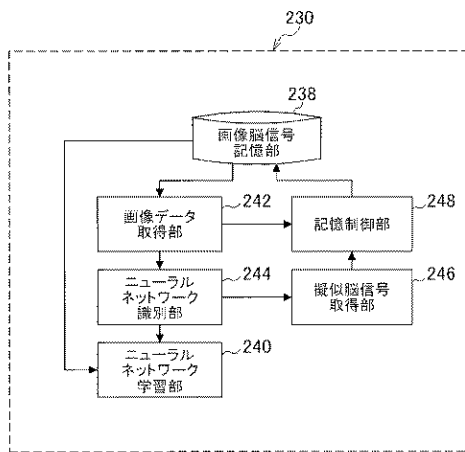 230
238
画像脳信号
記憶部
242
画像データ
取得部
248
記憶制御部
244
ニューラル
ネットワーク
識別部
246
擬似脳信号
取得部
240
ニューラル
ネットワーク
学習部